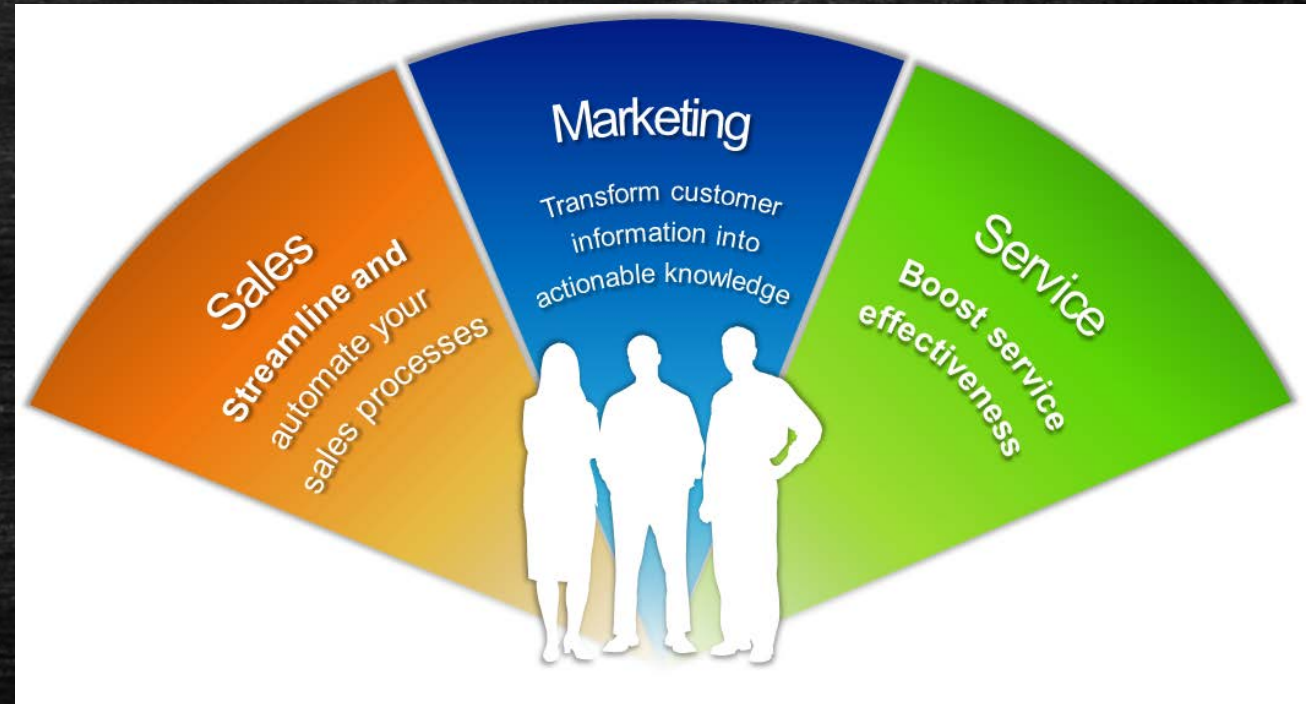 Sales
Streamline and
automate your
sales processes
Marketing
Transform customer
information into
actionable knowledge
Service
Boost service
effectiveness